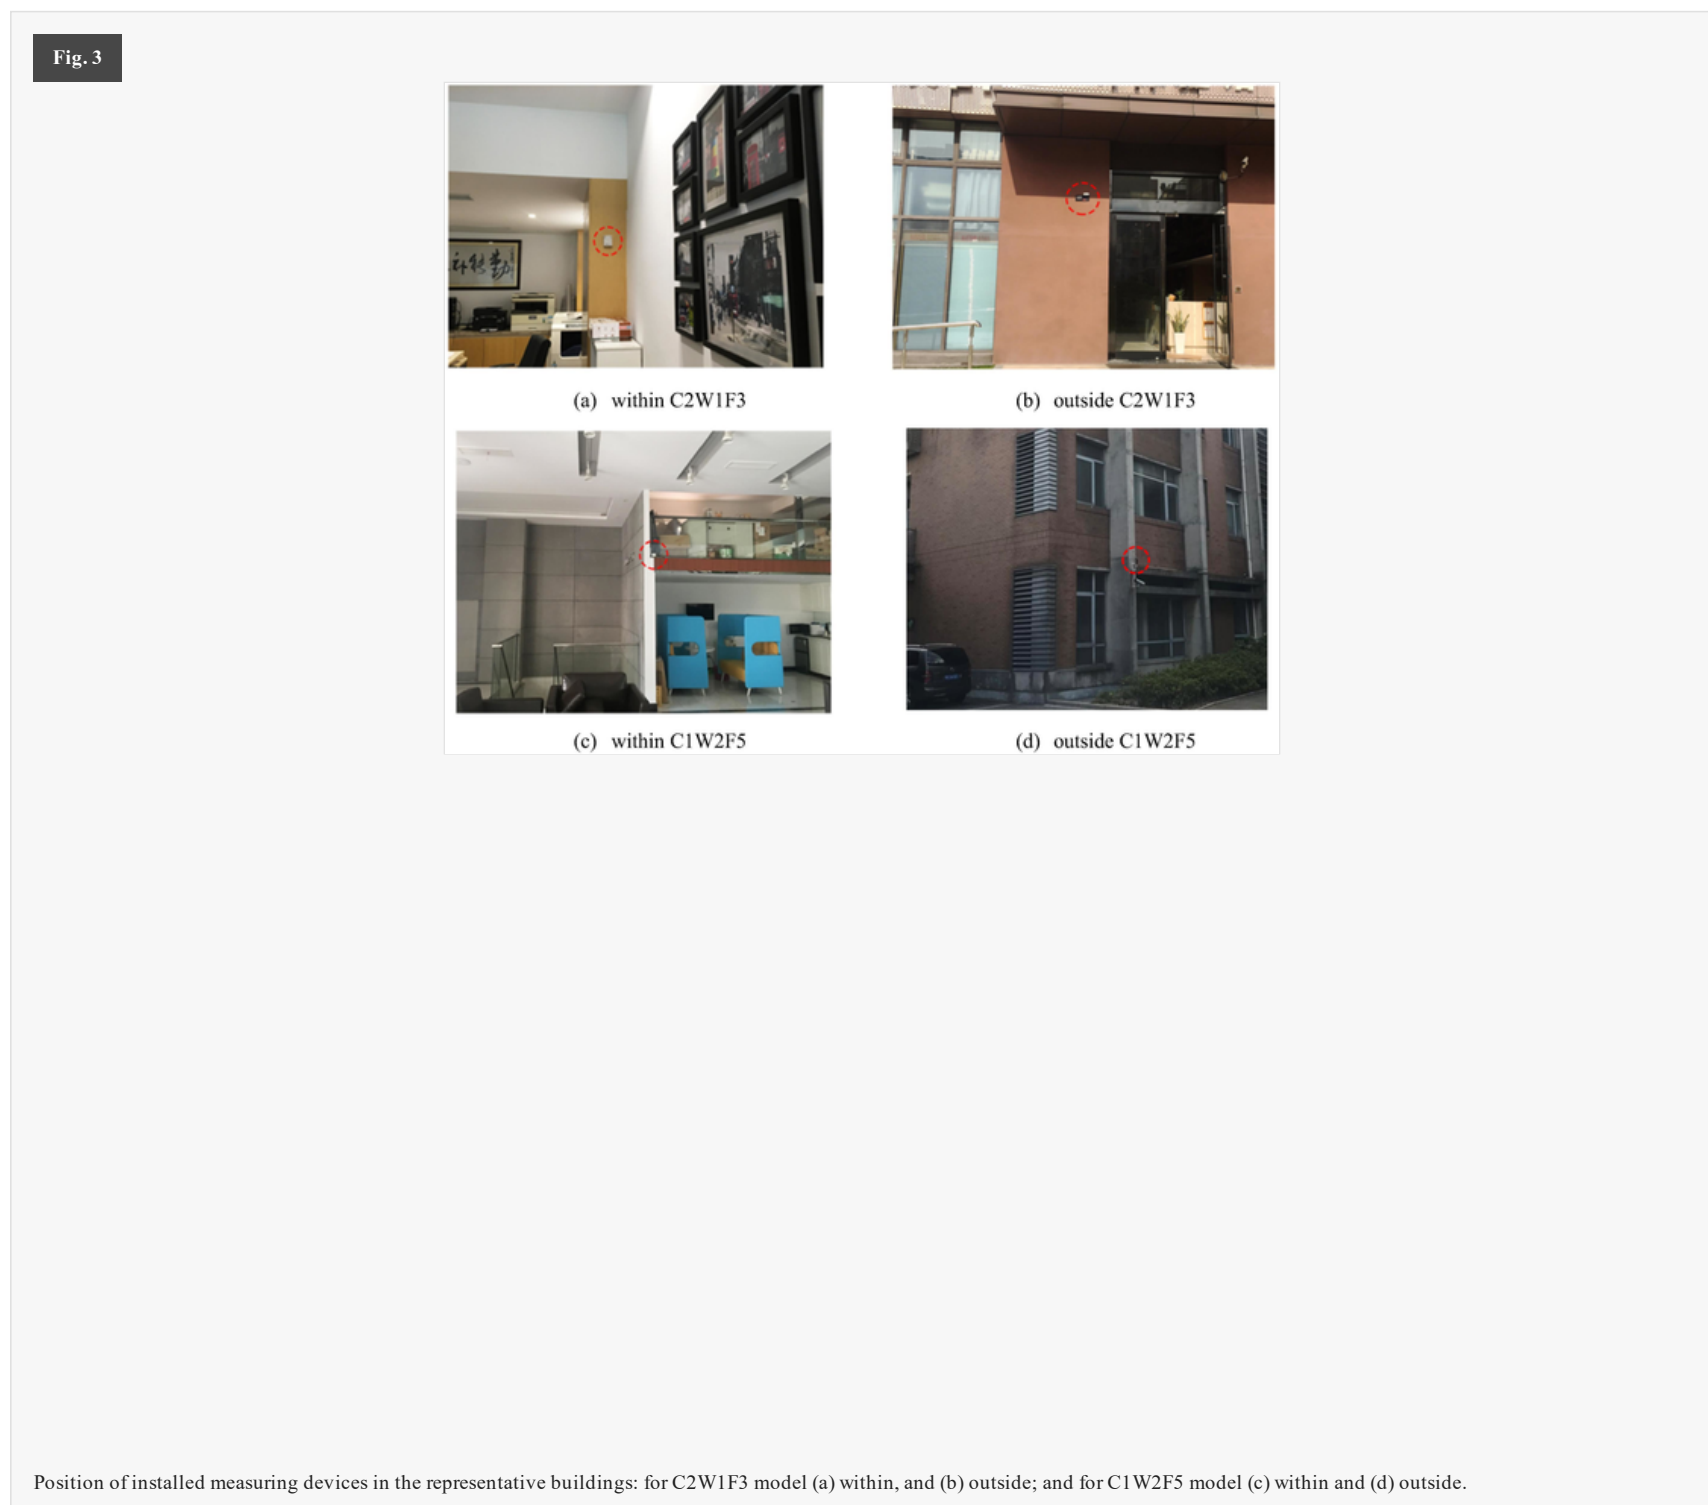 Fig. 3
(a) within C2W1F3
(b) outside C2W1F3
(c) within C1W2F5
(d) outside C1W2F5
Position of installed measuring devices in the representative buildings: for C2W1F3 model (a) within, and (b) outside; and for C1W2F5 model (c) within and (d) outside.